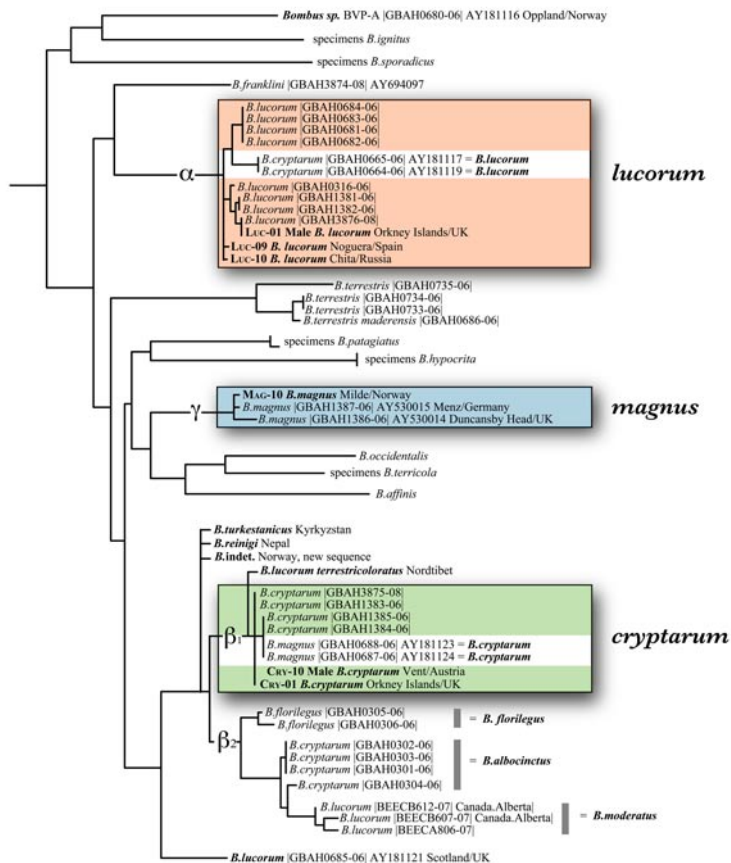 Bombus sp. BVP-A |GBAH0680-06| AY181116 Oppland/Norway
specimens B.ignitus
specimens B.sporadicus
B.franklini |GBAH3874-08| AY694097
B.lucorum |GBAH0684-06|
B.lucorum |GBAH0683-06|
B.lucorum |GBAH0681-06|
B.lucorum |GBAH0682-06|
B.cryptarum |GBAH0665-06| AY181117 = B.lucorum
B.cryptarum |GBAH0664-06| AY181119 = B.lucorum
α
lucorum
B.lucorum |GBAH0316-06|
B.lucorum |GBAH1381-06|
B.lucorum |GBAH1382-06|
B.lucorum |GBAH3876-08|
LUC-01 Male B. lucorum Orkney Islands/UK
LUC-09 B. lucorum Noguera/Spain
LUC-10 B. lucorum Chita/Russia
B.terrestris |GBAH0735-06|
B.terrestris |GBAH0734-06|
B.terrestris |GBAH0733-06|
B.terrestris maderensis |GBAH0686-06|
specimens B.patagiatus
specimens B.hypocrita
MAG-10 B.magnus Milde/Norway
γ
B.magnus |GBAH1387-06| AY530015 Menz/Germany
magnus
B.magnus |GBAH1386-06| AY530014 Duncansby Head/UK
B.occidentalis
specimens B.terricola
B.affinis
B.turkestanicus Kyrkyzstan
B.reinigi Nepal
B.indet. Norway, new sequence
B.lucorum terrestricoloratus Nordtibet
B.cryptarum |GBAH3875-08|
B.cryptarum |GBAH1383-06|
B.cryptarum |GBAH1385-06|
B.cryptarum |GBAH1384-06|
β1
cryptarum
B.magnus |GBAH0688-06| AY181123 = B.cryptarum
B.magnus |GBAH0687-06| AY181124 = B.cryptarum
CRY-10 Male B.cryptarum Vent/Austria
CRY-01 B.cryptarum Orkney Islands/UK
B.florilegus |GBAH0305-06|
B.florilegus |GBAH0306-06|
= B. florilegus
β2
B.cryptarum |GBAH0302-06|
B.cryptarum |GBAH0303-06|
B.cryptarum |GBAH0301-06|
= B.albocinctus
B.cryptarum |GBAH0304-06|
B.lucorum |BEECB612-07| Canada.Alberta|
B.lucorum |BEECB607-07| Canada.Alberta|
= B.moderatus
B.lucorum |BEECA806-07|
B.lucorum |GBAH0685-06| AY181121 Scotland/UK